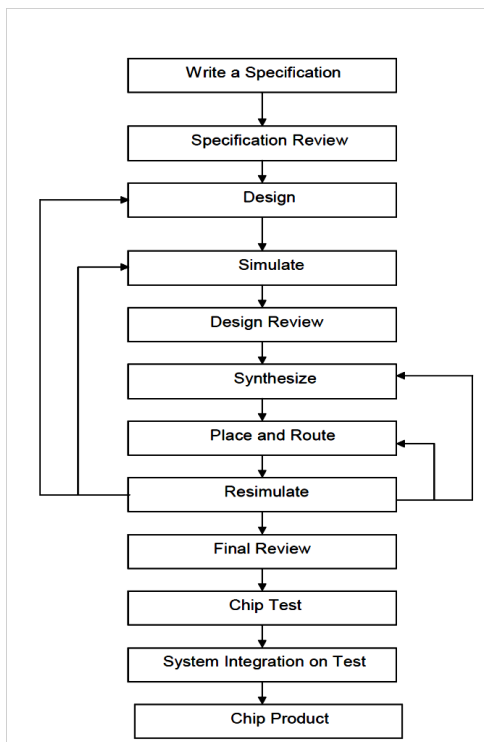 Write a Specification
Specification Review
Design
Simulate
Design Review
Synthesize
Place and Route
Resimulate
Final Review
Chip Test
System Integration on Test
Chip Product